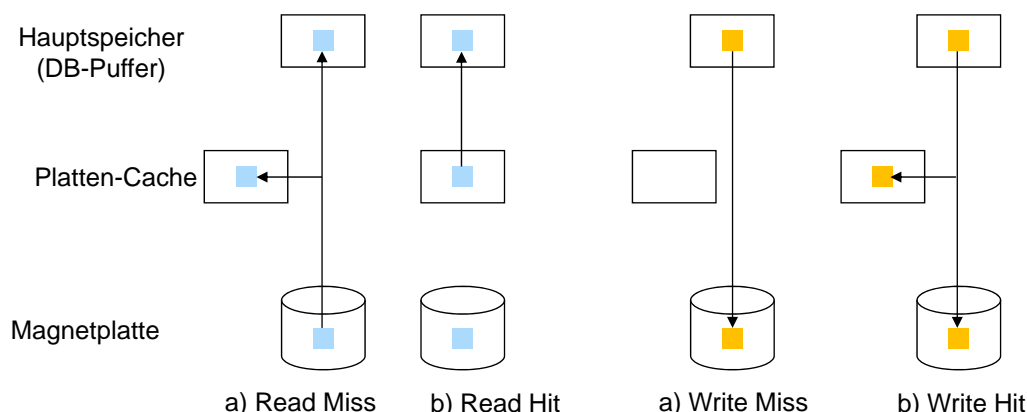 Hauptspeicher
(DB-Puffer)
Platten-Cache
Magnetplatte
a) Read Miss
b) Read Hit
a) Write Miss
b) Write Hit